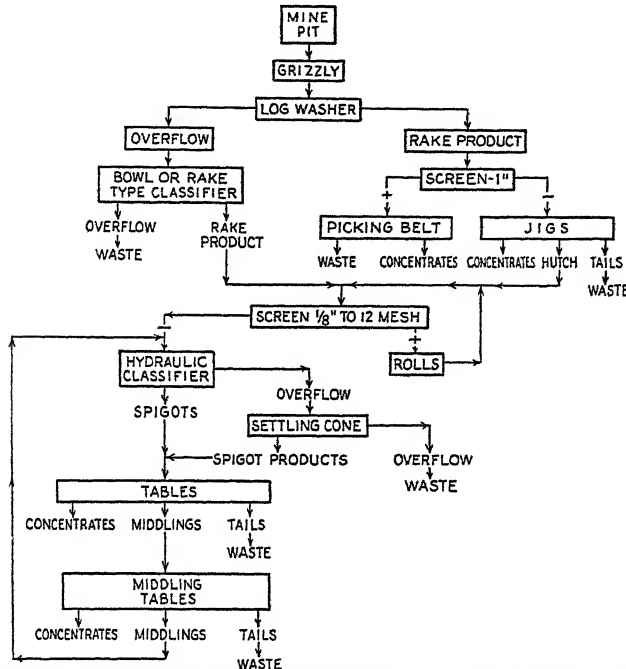 MINE
PIT
GRIZZLY
LOG WASHER
OVERFLOW
RAKE PRODUCT
BOWL OR RAKE
TYPE CLASSIFIER
SCREEN-1"
+
−
OVERFLOW
WASTE
RAKE
PRODUCT
PICKING BELT
JIGS
WASTE
CONCENTRATES
CONCENTRATES
HUTCH
TAILS
WASTE
SCREEN 1/8" TO 12 MESH
−
+
ROLLS
HYDRAULIC
CLASSIFIER
OVERFLOW
SPIGOTS
SETTLING CONE
SPIGOT PRODUCTS
OVERFLOW
WASTE
TABLES
CONCENTRATES
MIDDLINGS
TAILS
WASTE
MIDDLING
TABLES
CONCENTRATES
MIDDLINGS
TAILS
WASTE